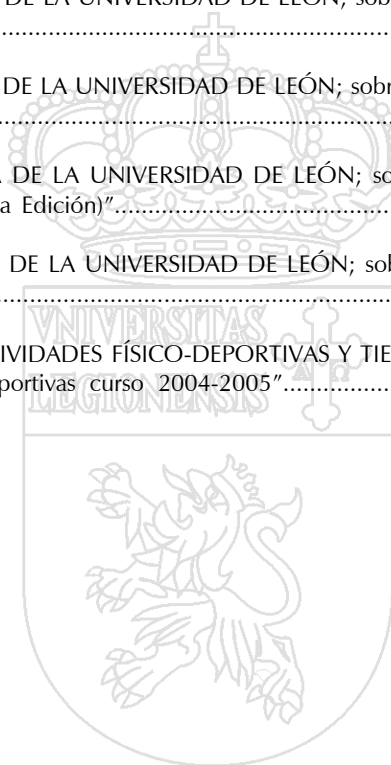 DE LA UNIVERSIDAD DE LEÓN; sob
DE LA UNIVERSIDAD DE LEÓN; sobr
A DE LA UNIVERSIDAD DE LEÓN; so
a Edición)”
DE LA UNIVERSIDAD DE LEÓN; sob
IVIDADES FÍSICO-DEPORTIVAS Y TIE
eportivas curso 2004-2005”
VNIVERSITAS
LEGIONENSIS
Δ Ω